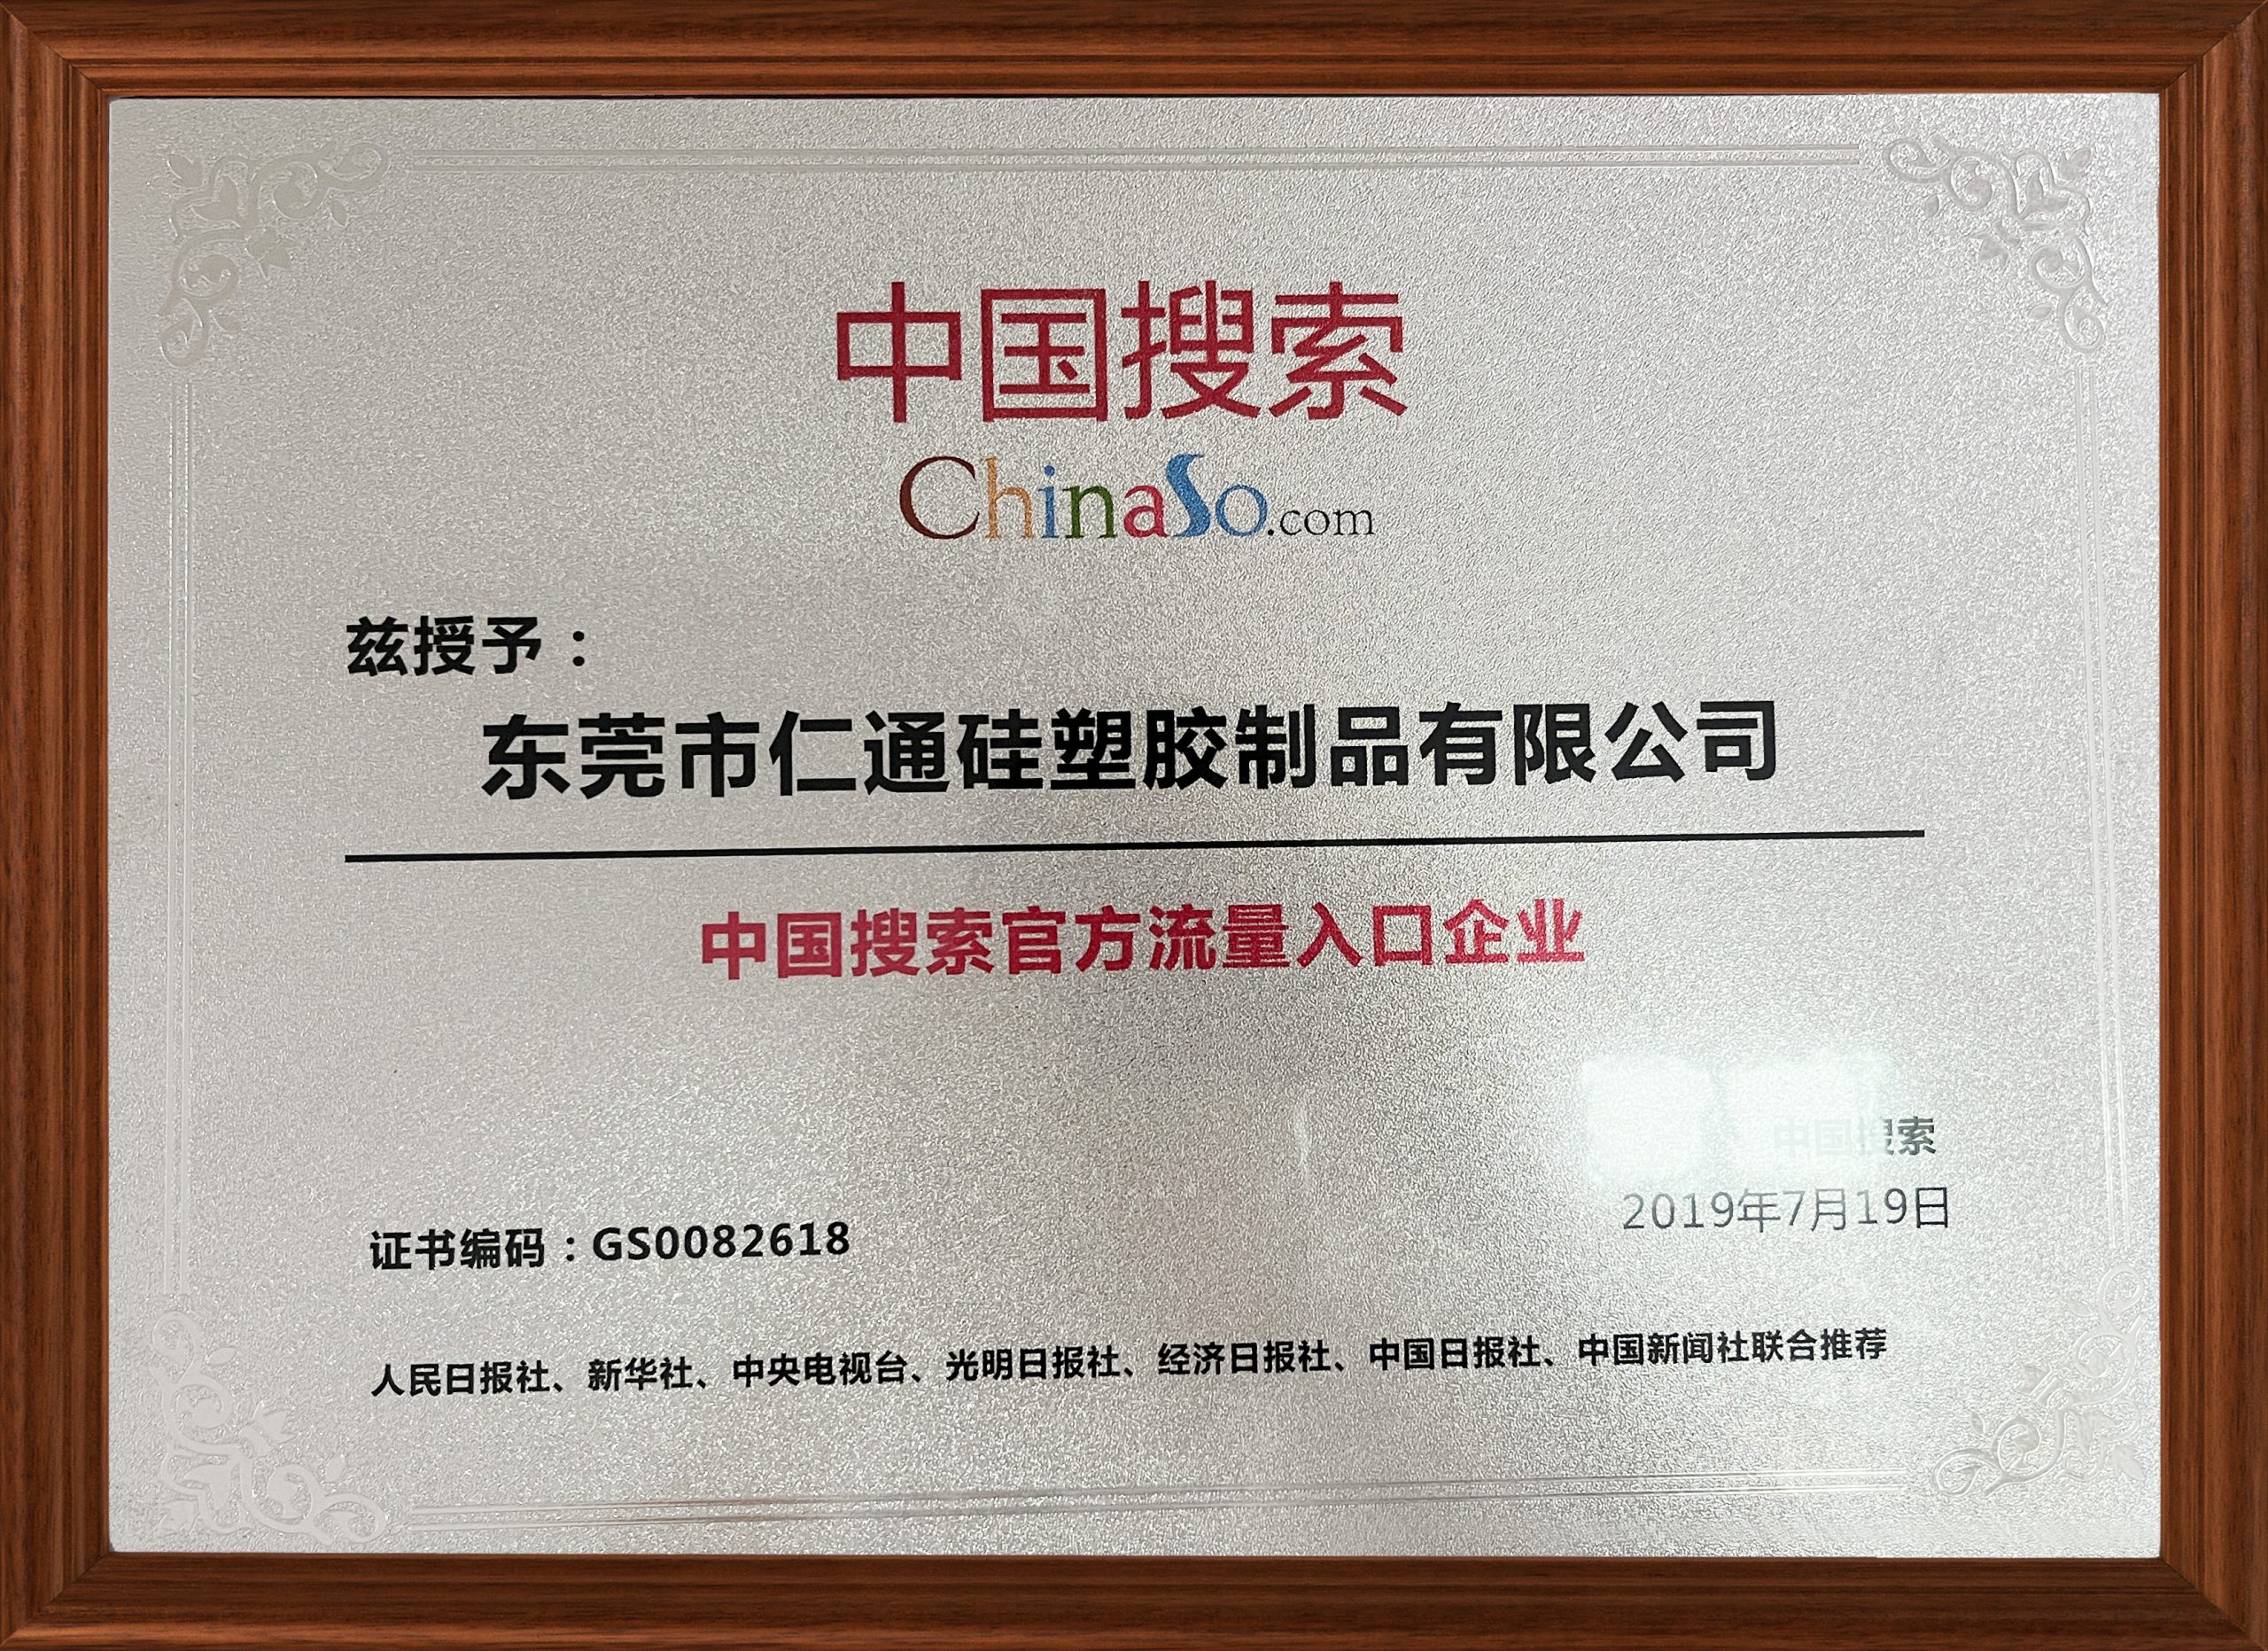 中国搜索
ChinaSo.com
兹授予：
东莞市仁通硅塑胶制品有限公司
中国搜索官方流量入口企业
中国搜索
2019年7月19日
证书编码：GS0082618
人民日报社、新华社、中央电视台、光明日报社、经济日报社、中国日报社、中国新闻社联合推荐